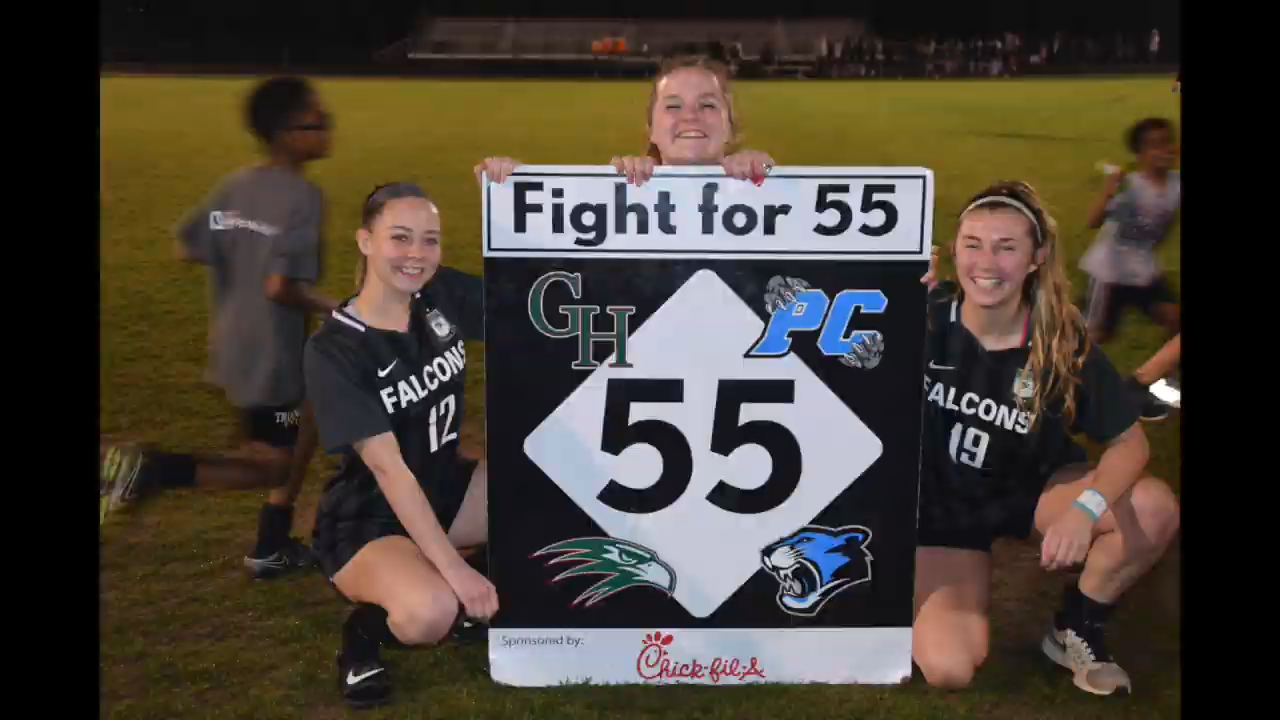 Fight for 55
GH
PC
55
FALCONS
12
FALCONS
19
Sponsored by:
Chick-fil-A